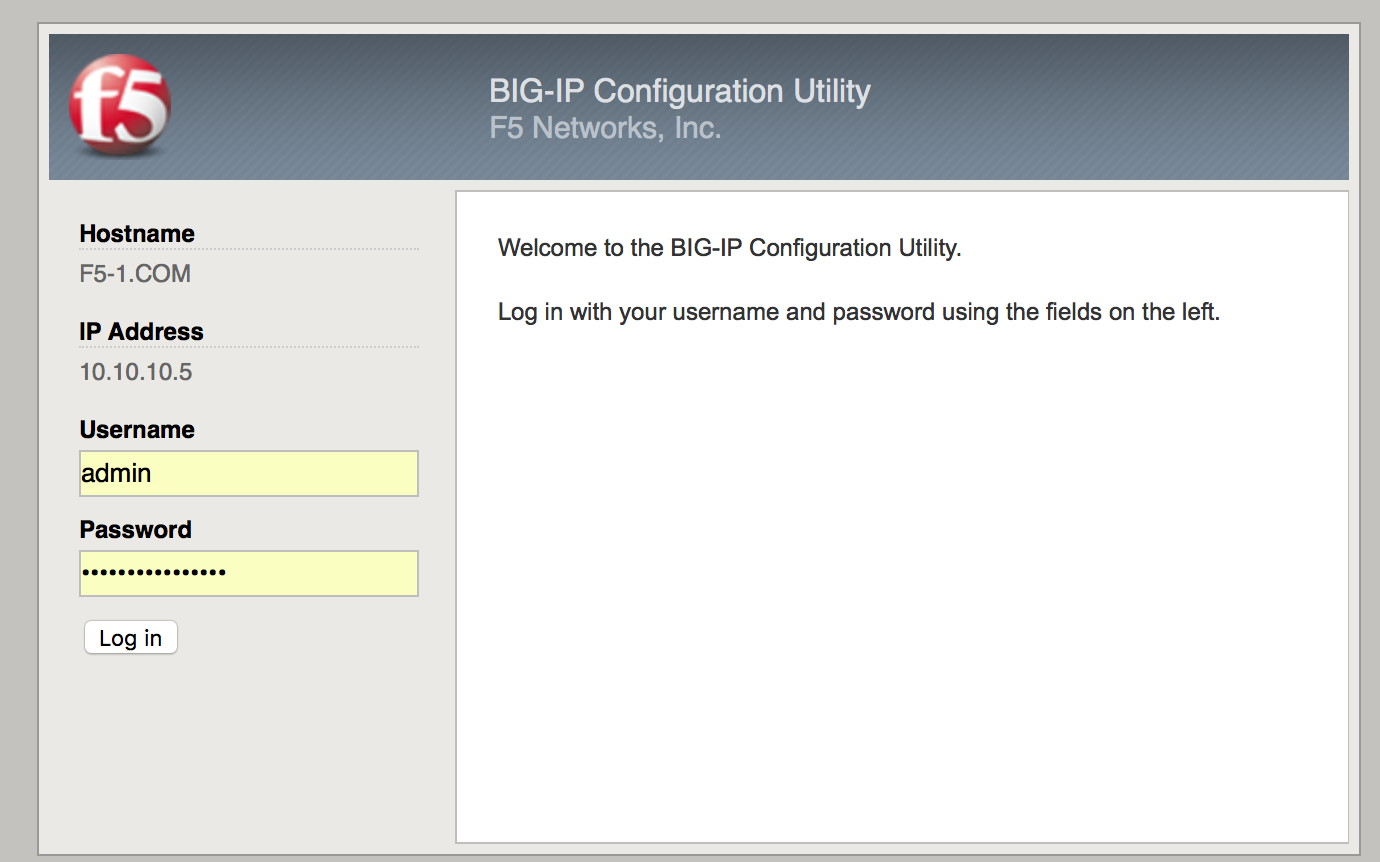 f5
BIG-IP Configuration Utility
F5 Networks, Inc.
Hostname
F5-1.COM
IP Address
10.10.10.5
Username
admin
Password
••••••••••••••••
Log in
Welcome to the BIG-IP Configuration Utility.
Log in with your username and password using the fields on the left.